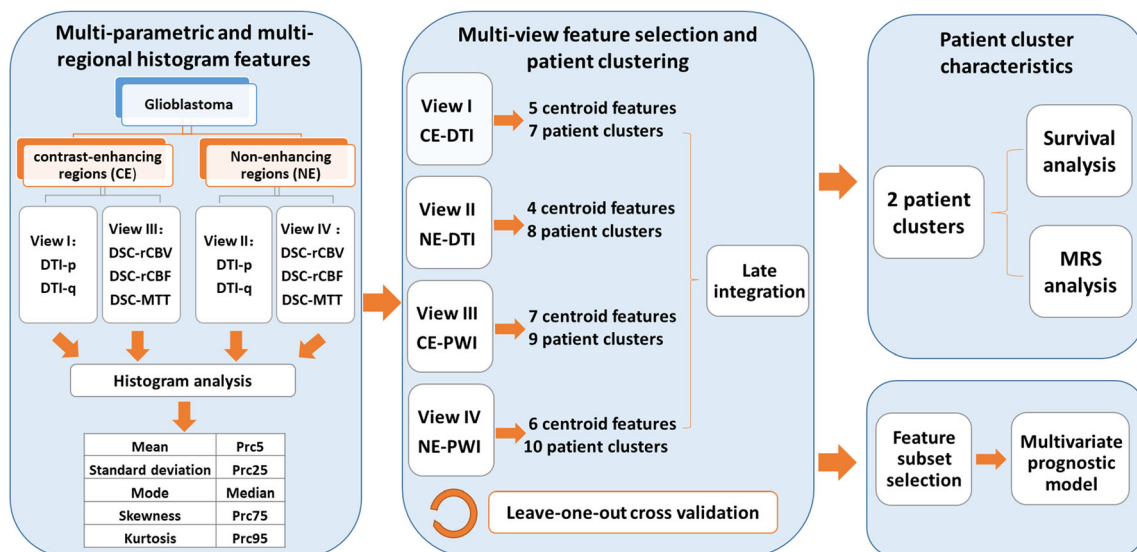 Multi-parametric and multi-
regional histogram features
Glioblastoma
contrast-enhancing
regions (CE)
Non-enhancing
regions (NE)
View I:
DTI-p
DTI-q
View III:
DSC-rCBV
DSC-rCBF
DSC-MTT
View II:
DTI-p
DTI-q
View IV :
DSC-rCBV
DSC-rCBF
DSC-MTT
Histogram analysis
Mean Prc5
Standard deviation Prc25
Mode Median
Skewness Prc75
Kurtosis Prc95
Multi-view feature selection and
patient clustering
View I
CE-DTI
5 centroid features
7 patient clusters
View II
NE-DTI
4 centroid features
8 patient clusters
View III
CE-PWI
7 centroid features
9 patient clusters
View IV
NE-PWI
6 centroid features
10 patient clusters
Late
integration
Leave-one-out cross validation
Patient cluster
characteristics
2 patient
clusters
Survival
analysis
MRS
analysis
Feature
subset
selection
Multivariate
prognostic
model